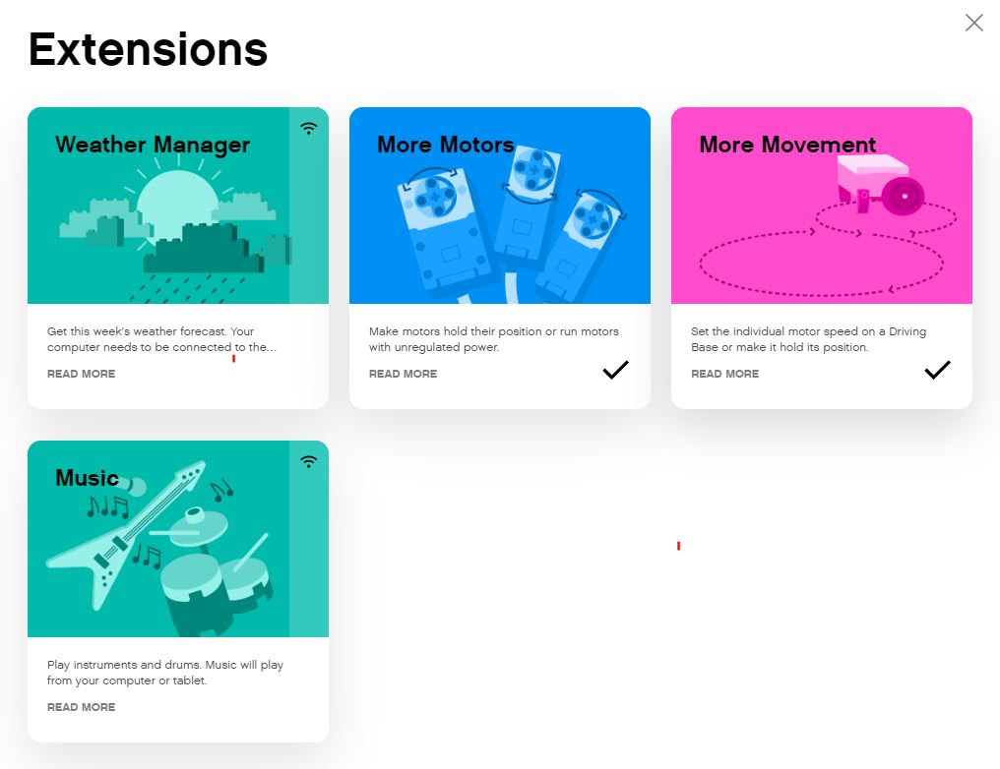 Extensions
Weather Manager
Get this week's weather forecast. Your
computer needs to be connected to the...
READ MORE
More Motors
Make motors hold their position or run motors
with unregulated power.
READ MORE
More Movement
Set the individual motor speed on a Driving
Base or make it hold its position.
READ MORE
Music
Play instruments and drums. Music will play
from your computer or tablet.
READ MORE